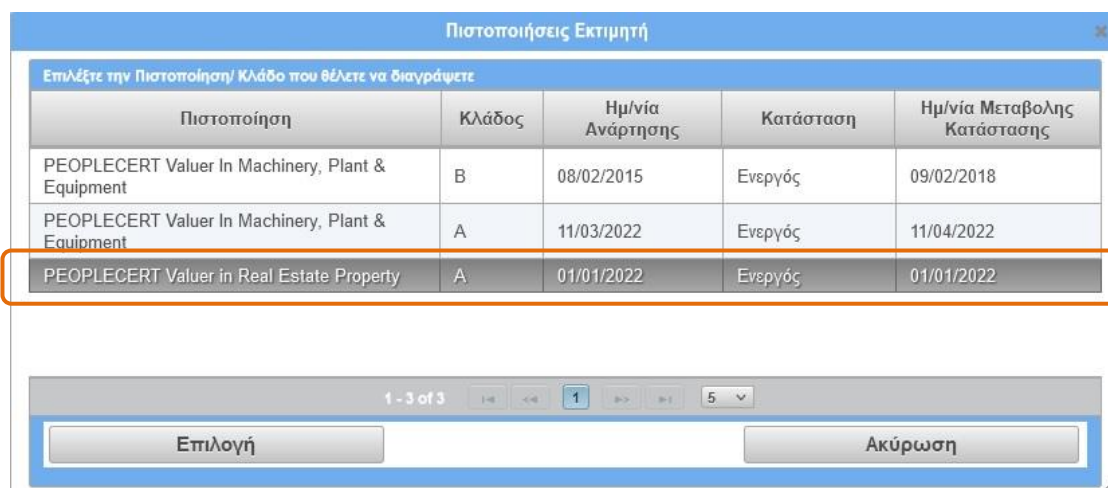 Πιστοποιήσεις Εκτιμητή
Επιλέξτε την Πιστοποίηση/ Κλάδο που θέλετε να διαγράψετε
Πιστοποίηση Κλάδος Ημ/νία Ανάρτησης Κατάσταση Ημ/νία Μεταβολης Κατάστασης
PEOPLECERT Valuer In Machinery, Plant &
Equipment B 08/02/2015 Ενεργός 09/02/2018
PEOPLECERT Valuer In Machinery, Plant &
Equipment A 11/03/2022 Ενεργός 11/04/2022
PEOPLECERT Valuer in Real Estate Property A 01/01/2022 Ενεργός 01/01/2022
1 - 3 of 3 1 5
Επιλογή Ακύρωση